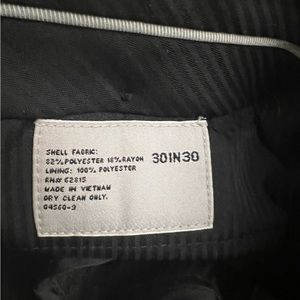 SHELL FABRIC:
82% POLYESTER 18% RAYON
LINING: 100% POLYESTER
RN# 62815
MADE IN VIETNAM
DRY CLEAN ONLY.
04560-3
30IN30